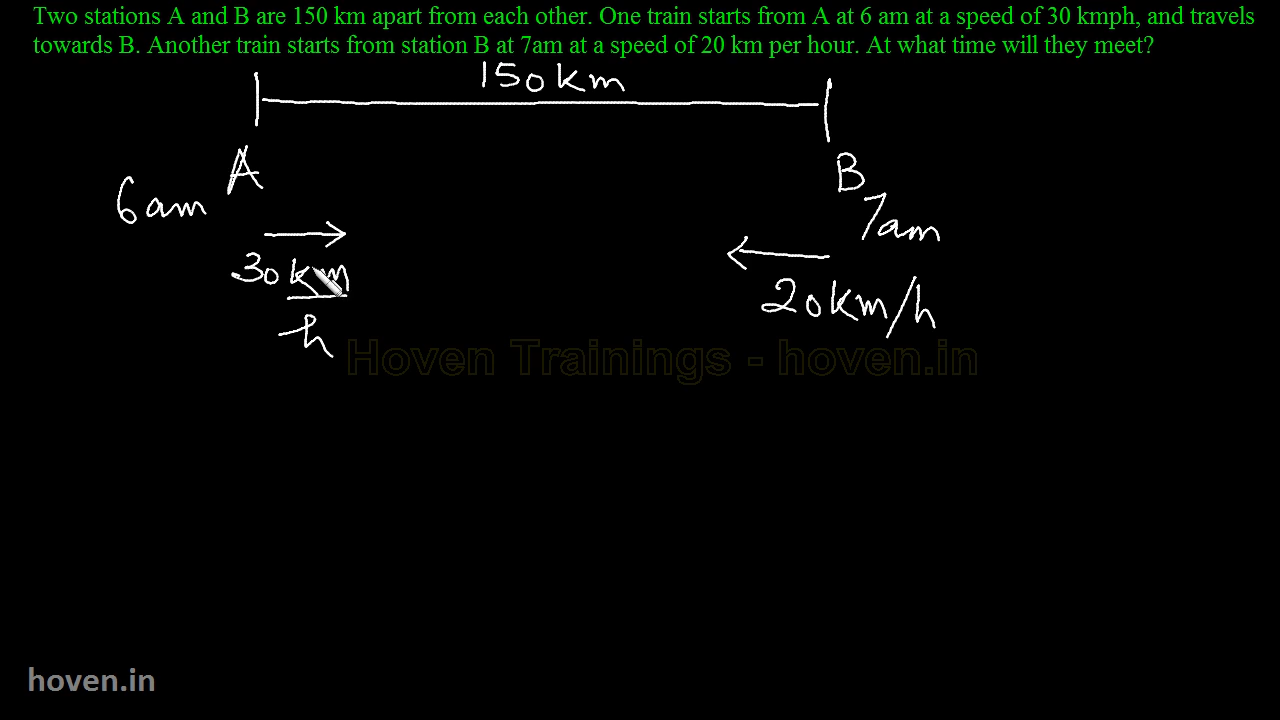 Two stations A and B are 150 km apart from each other. One train starts from A at 6 am at a speed of 30 kmph, and travels
towards B. Another train starts from station B at 7am at a speed of 20 km per hour. At what time will they meet?
150km
A
B
6am
7am
30km
h
20km/h
Hoven Trainings - hoven.in
hoven.in